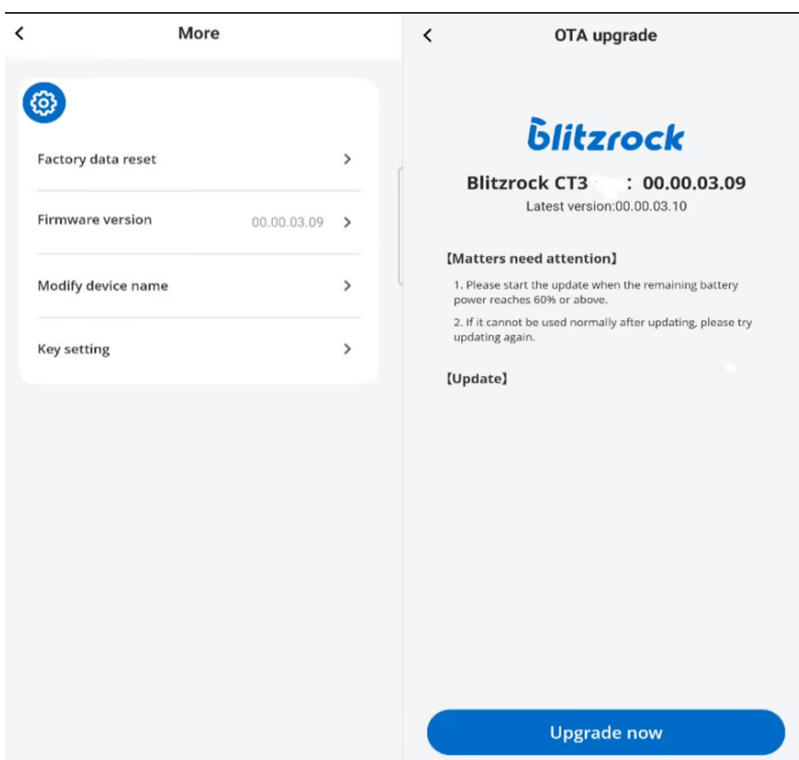 More
Factory data reset
Firmware version 00.00.03.09
Modify device name
Key setting
OTA upgrade
blitzrock
Blitzrock CT3 : 00.00.03.09
Latest version:00.00.03.10
【Matters need attention】
1. Please start the update when the remaining battery
power reaches 60% or above.
2. If it cannot be used normally after updating, please try
updating again.
【Update】
Upgrade now